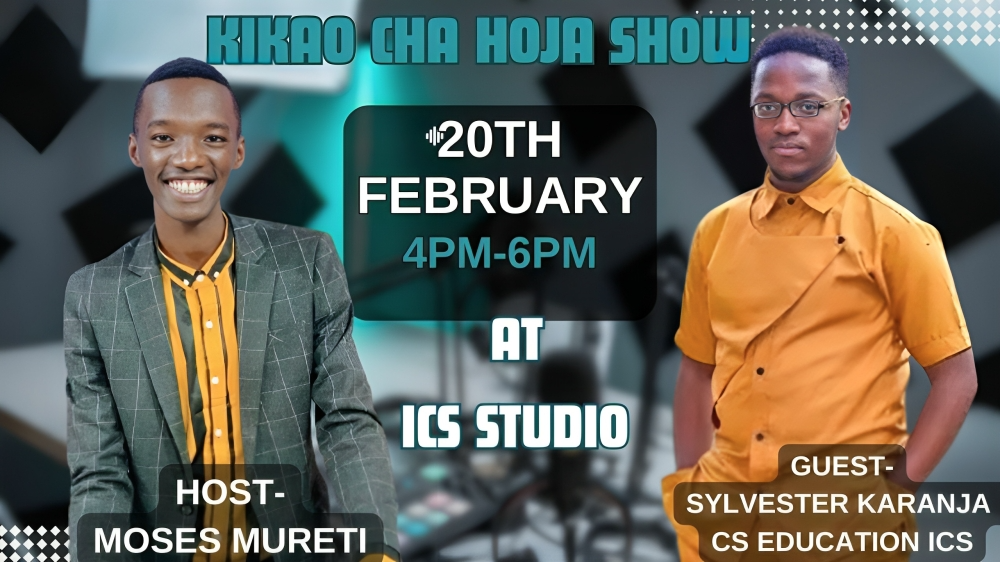 KIKAO CHA HOJA SHOW
20TH
FEBRUARY
4PM-6PM
AT
ICS STUDIO
HOST-
MOSES MURETI
GUEST-
SYLVESTER KARANJA
CS EDUCATION ICS